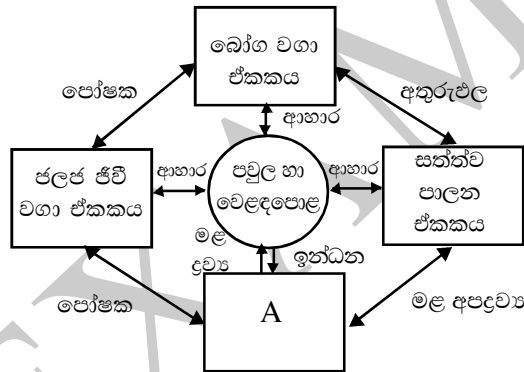 බෝග වගා
ඒකකය
පෝෂක
අතුරුඵල
ආහාර
ජලජ ජීවී
වගා ඒකකය
ආහාර
පවුල හා
වෙළඳපොළ
ආහාර
සත්ත්ව
පාලන
ඒකකය
මළ
ද්‍රව්‍ය
ඉන්ධන
පෝෂක
A
මළ අපද්‍රව්‍ය